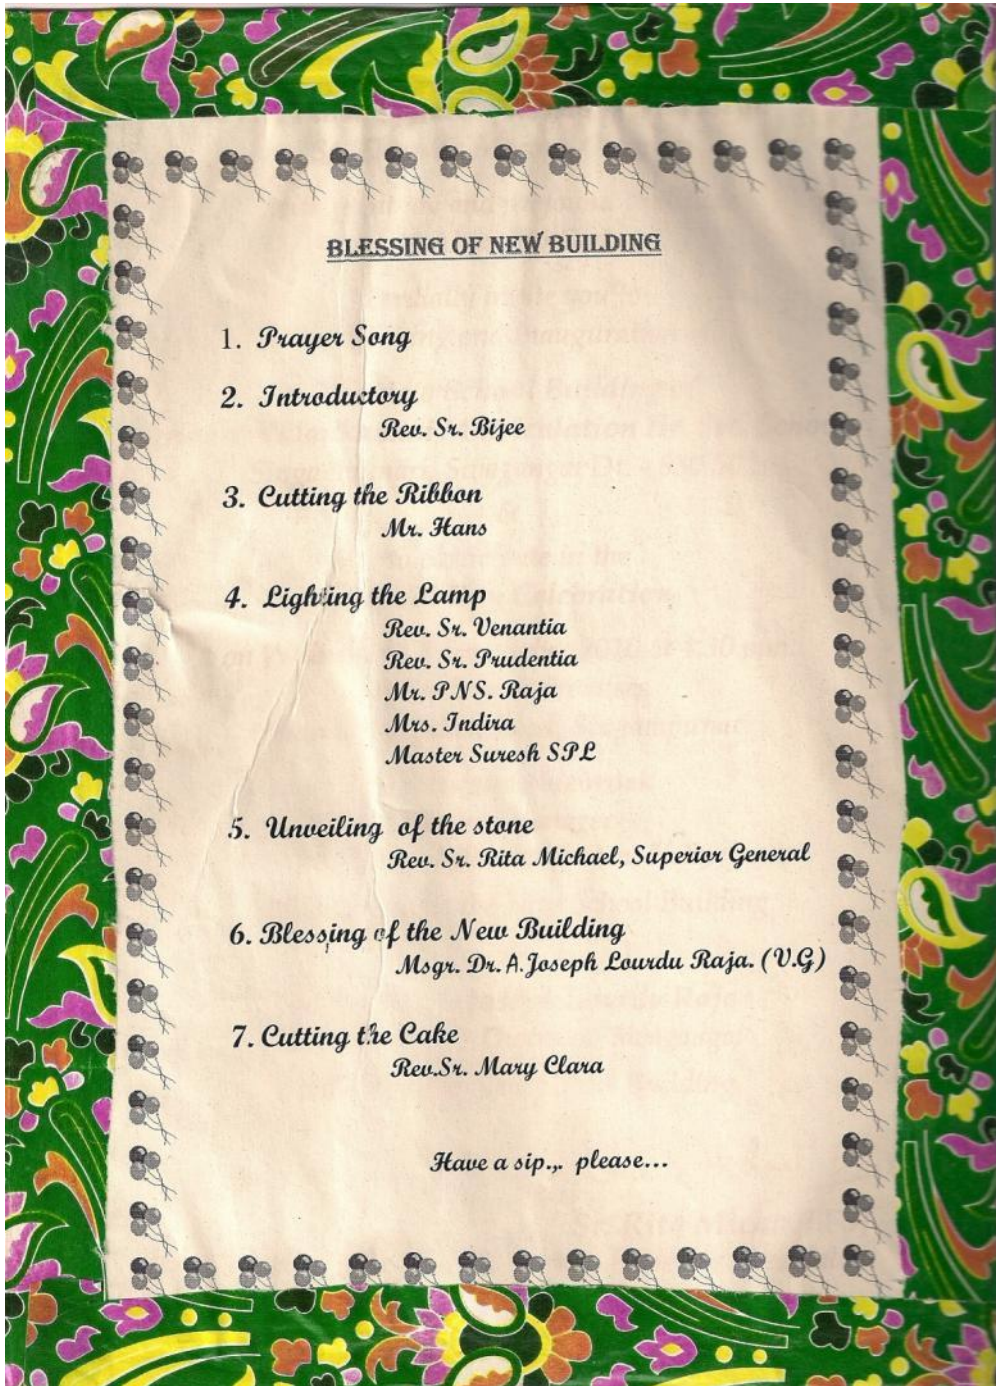 BLESSING OF NEW BUILDING
1. Prayer Song
2. Introductory
Rev. Sr. Bijee
3. Cutting the Ribbon
Mr. Hans
4. Lighting the Lamp
Rev. Sr. Venantia
Rev. Sr. Prudentia
Mr. PNS. Raja
Mrs. Indira
Master Suresh SPL
5. Unveiling of the stone
Rev. Sr. Rita Michael, Superior General
6. Blessing of the New Building
Msgr. Dr. A.Joseph Lourdu Raja. (V.G)
7. Cutting the Cake
Rev.Sr. Mary Clara
Have a sip.,. please...